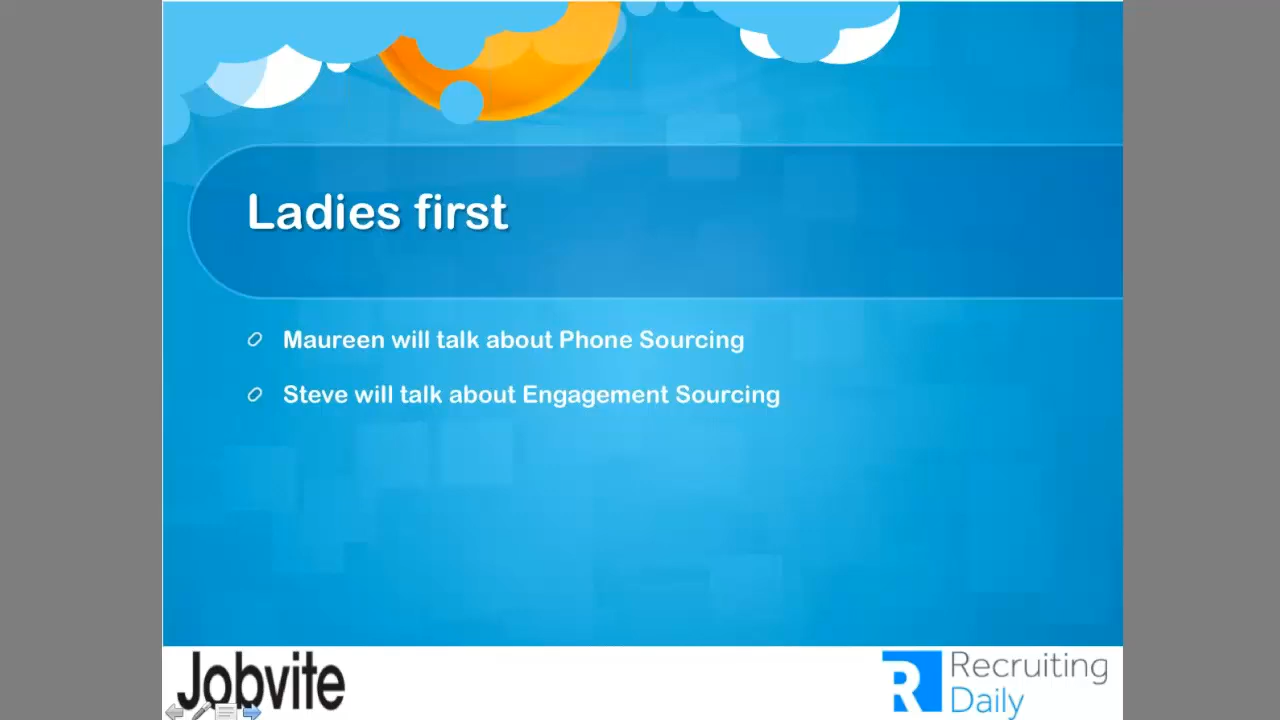 Ladies first
Maureen will talk about Phone Sourcing
Steve will talk about Engagement Sourcing
Jobvite
R Recruiting
Daily